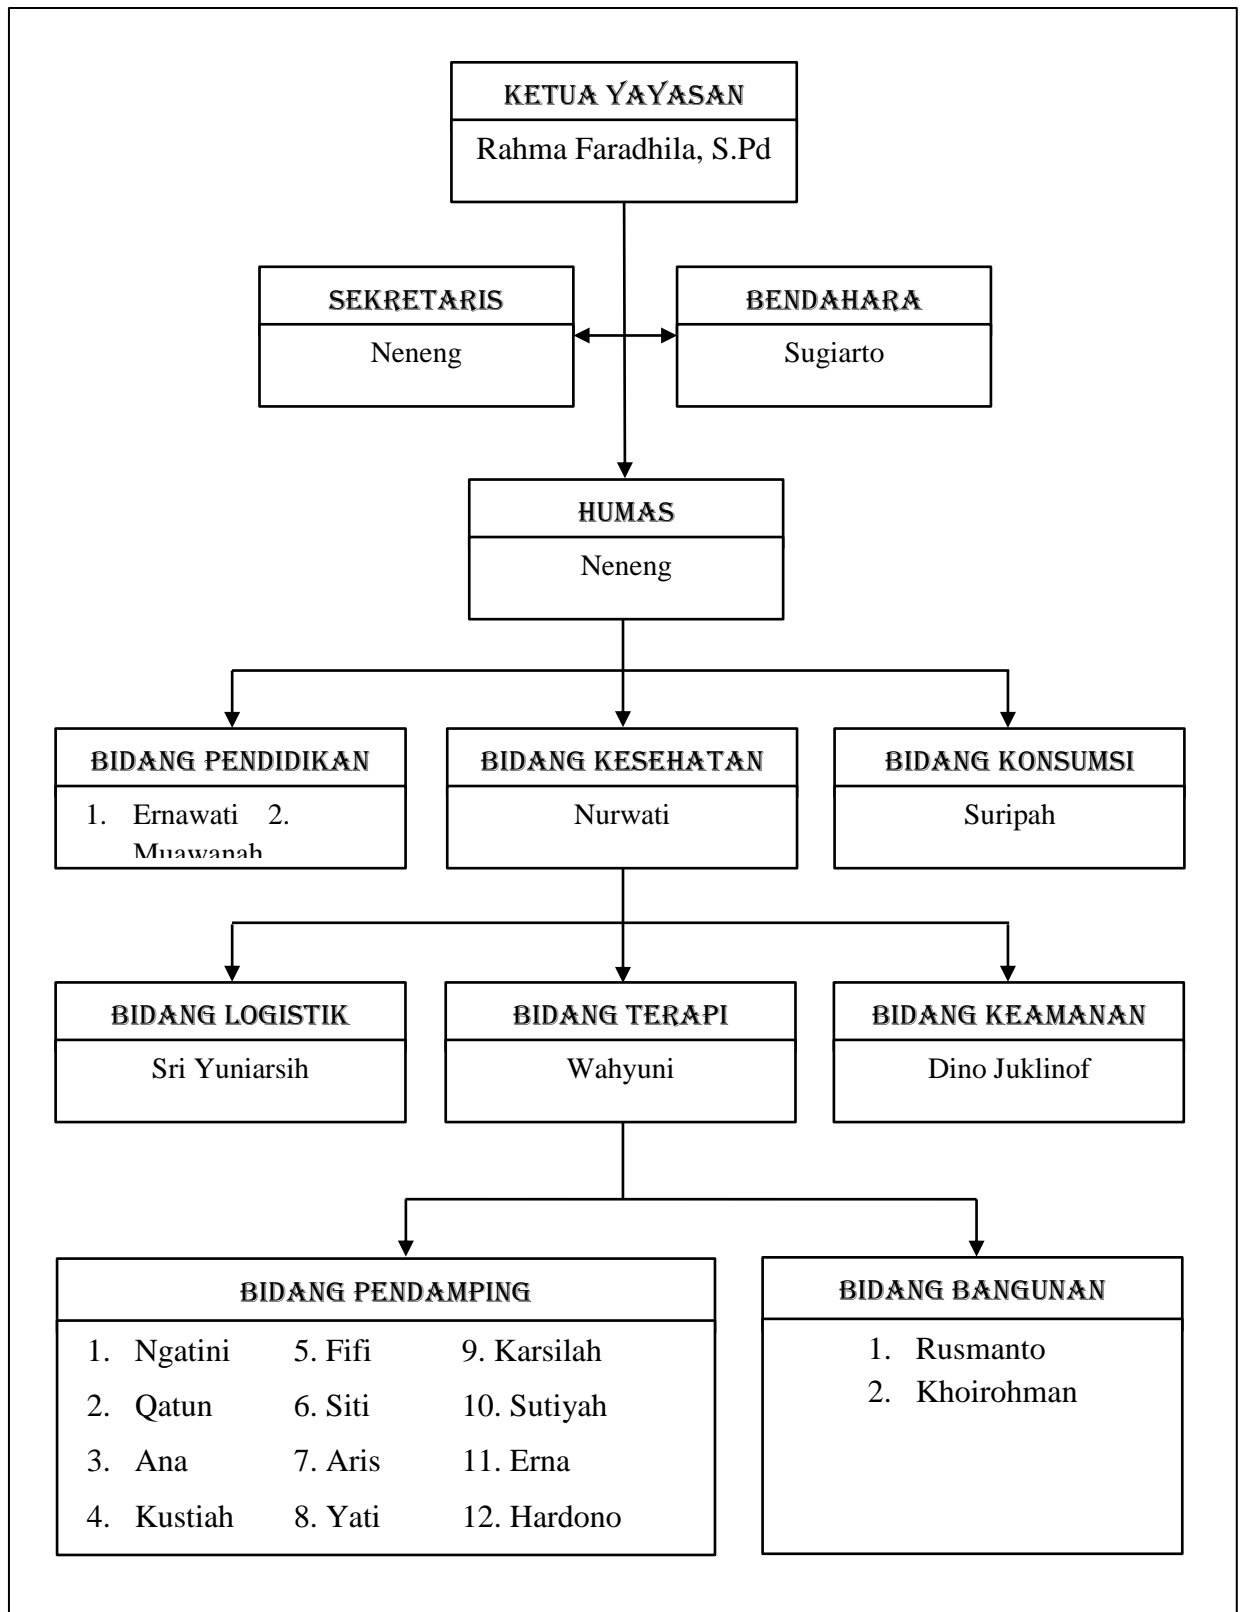 KETUA YAYASAN
Rahma Faradhila, S.Pd
SEKRETARIS
Neneng
BENDAHARA
Sugiarto
HUMAS
Neneng
BIDANG PENDIDIKAN
1. Ernawati 2.
Muawanah
BIDANG KESEHATAN
Nurwati
BIDANG KONSUMSI
Suripah
BIDANG LOGISTIK
Sri Yuniarsih
BIDANG TERAPI
Wahyuni
BIDANG KEAMANAN
Dino Juklinof
BIDANG PENDAMPING
1. Ngatini 5. Fifi 9. Karsilah
2. Qatun 6. Siti 10. Sutiyah
3. Ana 7. Aris 11. Erna
4. Kustiah 8. Yati 12. Hardono
BIDANG BANGUNAN
1. Rusmanto
2. Khoirohman